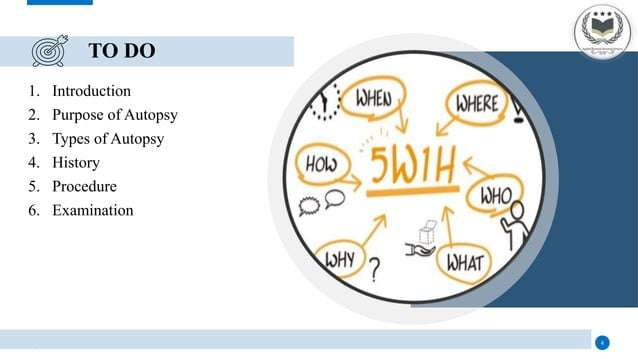 TO DO
1. Introduction
2. Purpose of Autopsy
3. Types of Autopsy
4. History
5. Procedure
6. Examination
WHEN
WHERE
HOW
5W1H
WHO
WHY
?
WHAT